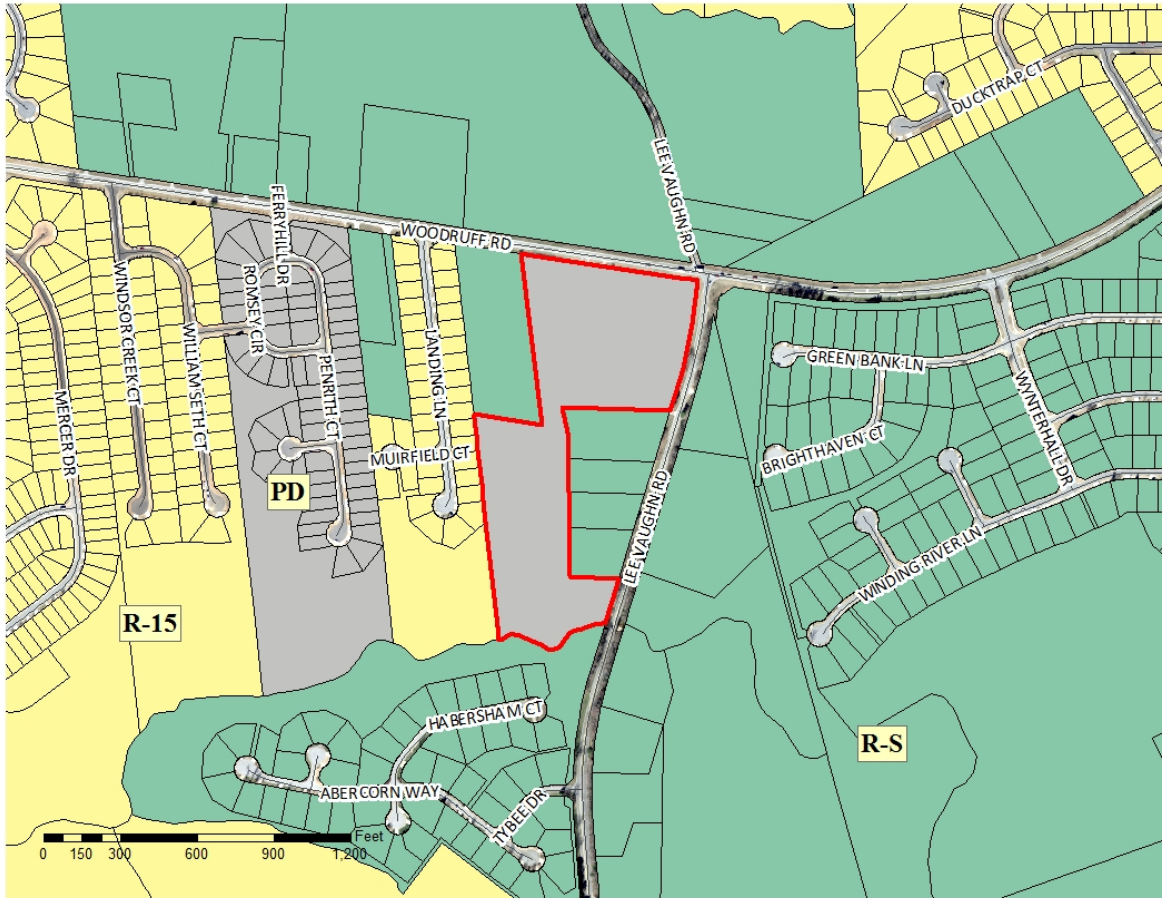 DUCKTRAP CT
LEE VAUGHN RD
FERRYHILL DR
WOODRUFF RD
ROMSEY CIR
WINDSOR CREEK CT
WILLIAM SETH CT
LANDING LN
PENRITH CT
GREEN BANK LN
MERCER DR
WYNTERHALL DR
BRIGHTHAVEN CT
MUIRFIELD CT
PD
LEE VAUGHN RD
WINDING RIVER LN
R-15
HABERSHAM CT
R-S
ABERCORN WAY
TYBEE DR
Feet
0 150 300 600 900 1,200